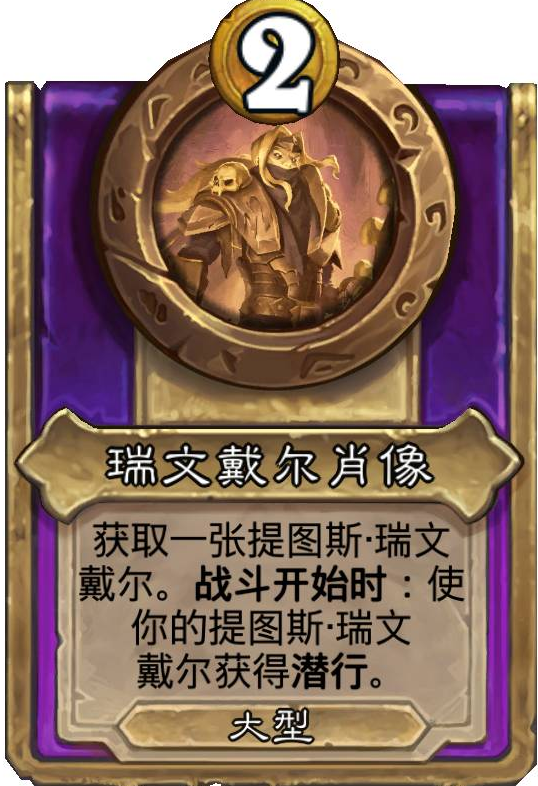 2
瑞文戴尔肖像
获取一张提图斯·瑞文
戴尔。战斗开始时：使
你的提图斯·瑞文
戴尔获得潜行。
大型